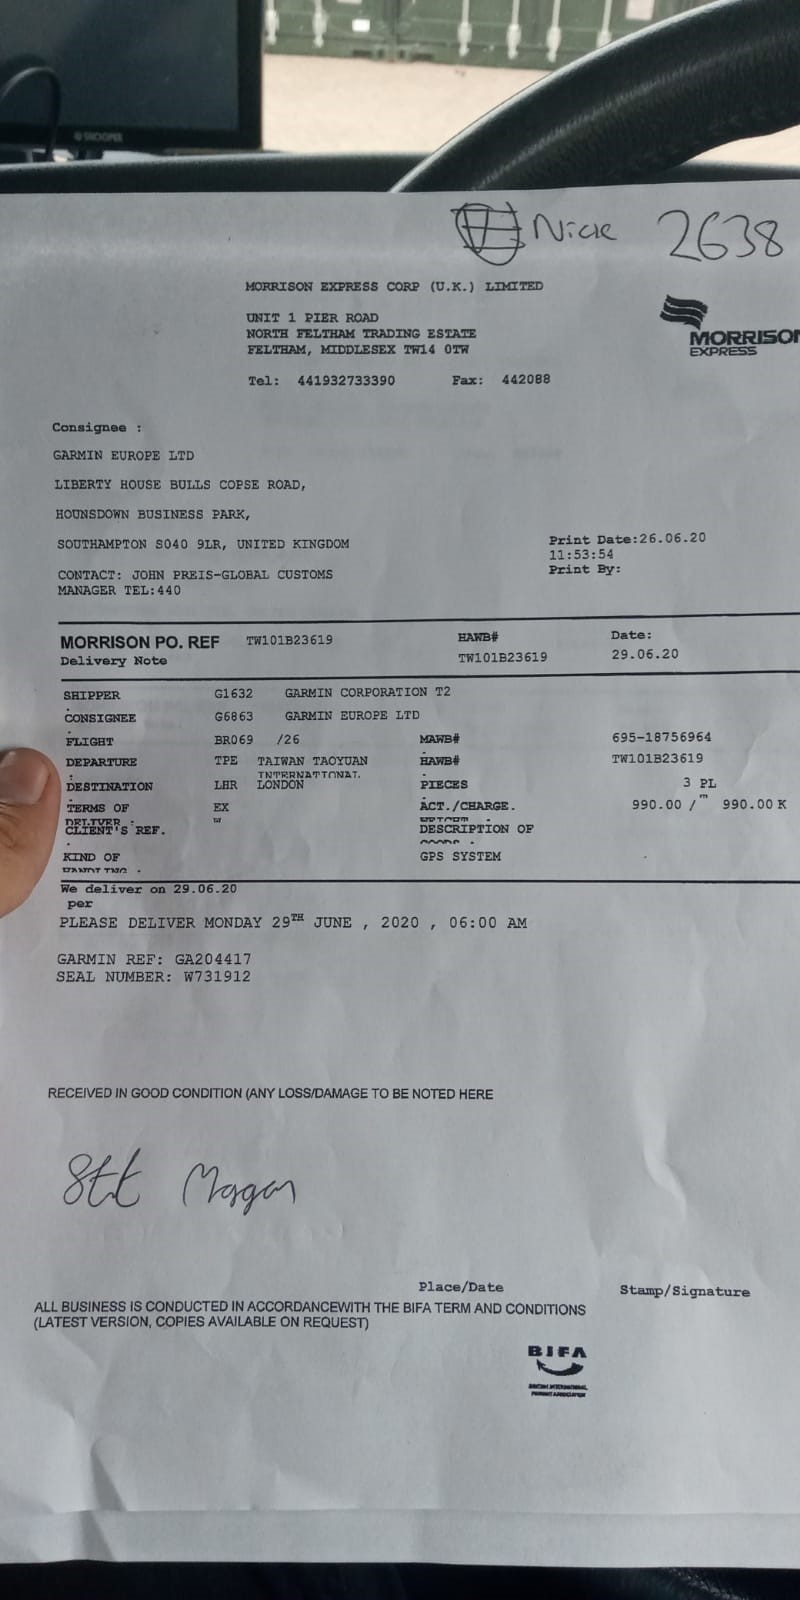 SNOOPER
Nick 2638
MORRISON EXPRESS CORP (U.K.) LIMITED
UNIT 1 PIER ROAD
NORTH FELTHAM TRADING ESTATE
FELTHAM, MIDDLESEX TW14 0TW
MORRISON
EXPRESS
Tel: 441932733390 Fax: 442088
Consignee :
GARMIN EUROPE LTD
LIBERTY HOUSE BULLS COPSE ROAD,
HOUNSDOWN BUSINESS PARK,
SOUTHAMPTON SO40 9LR, UNITED KINGDOM
CONTACT: JOHN PREIS-GLOBAL CUSTOMS
MANAGER TEL:440
Print Date:26.06.20
11:53:54
Print By:
MORRISON PO. REF TW101B23619 HAWB# Date:
Delivery Note TW101B23619 29.06.20
SHIPPER G1632 GARMIN CORPORATION T2
CONSIGNEE G6863 GARMIN EUROPE LTD
FLIGHT BR069 /26 MAWB# 695-18756964
DEPARTURE TPE TAIWAN TAOYUAN HAWB# TW101B23619
: INTERNATIONAL
DESTINATION LHR LONDON PIECES 3 PL
TERMS OF EX ACT./CHARGE. 990.00 / 990.00 K
DELIVER : W
CLIENT'S REF. DESCRIPTION OF
KIND OF GPS SYSTEM
We deliver on 29.06.20
per
PLEASE DELIVER MONDAY 29TH JUNE , 2020 , 06:00 AM
GARMIN REF: GA204417
SEAL NUMBER: W731912
RECEIVED IN GOOD CONDITION (ANY LOSS/DAMAGE TO BE NOTED HERE
Place/Date Stamp/Signature
ALL BUSINESS IS CONDUCTED IN ACCORDANCEWITH THE BIFA TERM AND CONDITIONS
(LATEST VERSION, COPIES AVAILABLE ON REQUEST)
BIFA